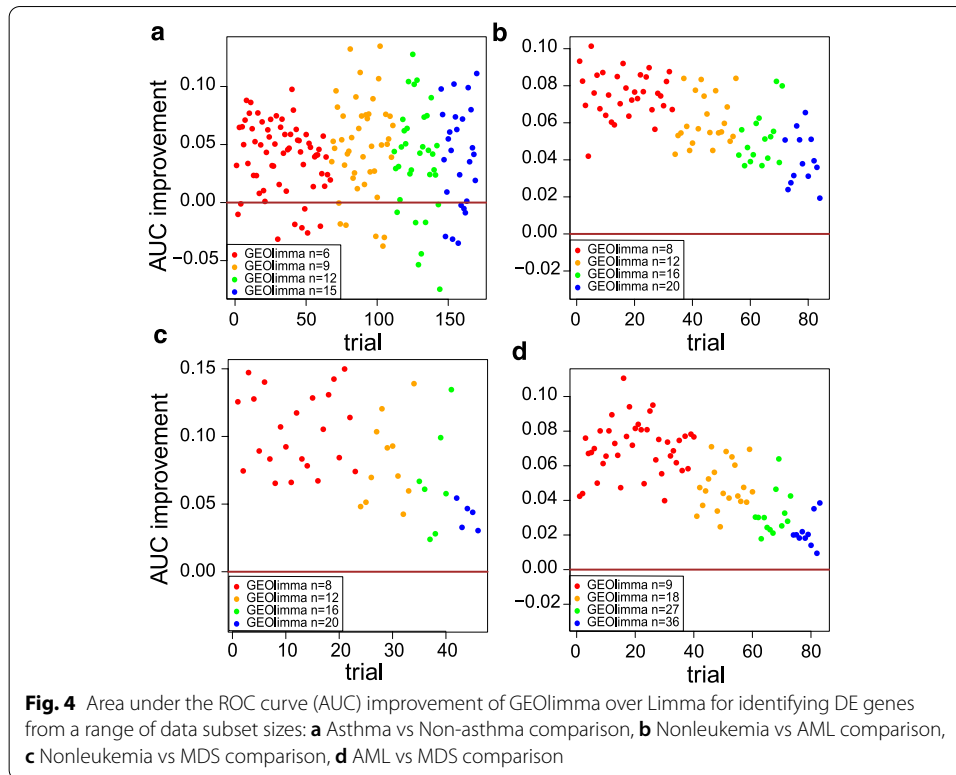 a
AUC improvement
0.10
0.05
0.00
−0.05
GEOlimma n=6
GEOlimma n=9
GEOlimma n=12
GEOlimma n=15
0 50 100 150
trial
b
0.10
0.08
0.06
0.04
0.02
0.00
−0.02
GEOlimma n=8
GEOlimma n=12
GEOlimma n=16
GEOlimma n=20
0 20 40 60 80
trial
c
AUC improvement
0.15
0.10
0.05
0.00
GEOlimma n=8
GEOlimma n=12
GEOlimma n=16
GEOlimma n=20
0 10 20 30 40
trial
d
0.10
0.08
0.06
0.04
0.02
0.00
−0.02
GEOlimma n=9
GEOlimma n=18
GEOlimma n=27
GEOlimma n=36
0 20 40 60 80
trial
Fig. 4 Area under the ROC curve (AUC) improvement of GEOlimma over Limma for identifying DE genes
from a range of data subset sizes: a Asthma vs Non-asthma comparison, b Nonleukemia vs AML comparison,
c Nonleukemia vs MDS comparison, d AML vs MDS comparison